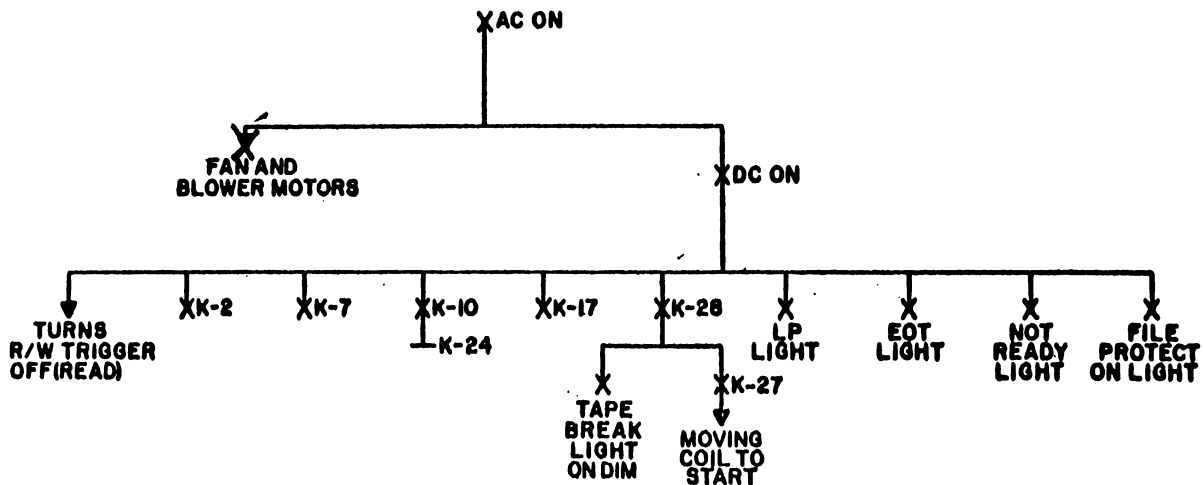 AC ON
FAN AND
BLOWER MOTORS
DC ON
TURNS
R/W TRIGGER
OFF(READ)
K-2
K-7
K-10
K-24
K-17
K-28
TAPE
BREAK
LIGHT
ON DIM
K-27
MOVING
COIL TO
START
LP
LIGHT
EOT
LIGHT
NOT
READY
LIGHT
FILE
PROTECT
ON LIGHT